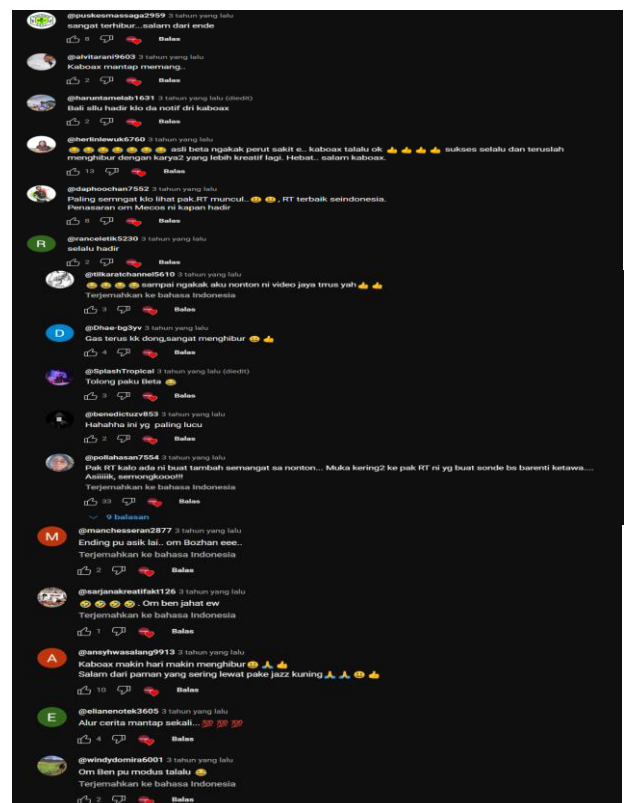 @puskesmassaga2959 3 tahun yang lalu
sangat terhibur...salam dari ende
8 Balas
@alvitarani9603 3 tahun yang lalu
Kaboax mantap memang..
2 Balas
@haruntamelab1631 3 tahun yang lalu (diedit)
Bali sllu hadir klo da notif dri kaboax
2 Balas
@herliniewuk6760 3 tahun yang lalu
😂😂😂😂😂😂😂 asli beta ngakak perut sakit e.. kaboax talalu ok 👍👍👍👍 sukses selalu dan teruslah
menghibur dengan karya2 yang lebih kreatif lagi. Hebat.. salam kaboax.
13 Balas
@daphoochan7552 3 tahun yang lalu
Paling semngat klo lihat pak.RT muncul..😀😀, RT terbaik seindonesia.
Penasaran om Mecos ni kapan hadir
8 Balas
R
@ranceletik5230 3 tahun yang lalu
selalu hadir
2 Balas
@tilkaratchannel5610 3 tahun yang lalu
😂😂😂😂sampai ngakak aku nonton ni video jaya trrus yah👍👍
Terjemahkan ke bahasa Indonesia
3 Balas
D
@Dhae-bg3yv 3 tahun yang lalu
Gas terus kk dong,sangat menghibur😀👍
4 Balas
@SplashTropical 3 tahun yang lalu (diedit)
Tolong paku Beta 😂
3 Balas
@benedictuzv853 3 tahun yang lalu
Hahahha ini yg paling lucu
2 Balas
@pollahasan7554 3 tahun yang lalu
Pak RT kalo ada ni buat tambah semangat sa nonton... Muka kering2 ke pak RT ni yg buat sonde bs barenti ketawa....
Asiiiiik, semongkooo!!!
Terjemahkan ke bahasa Indonesia
33 Balas
9 balasan
M
@manchesseran2877 3 tahun yang lalu
Ending pu asik lai.. om Bozhan eee..
Terjemahkan ke bahasa Indonesia
2 Balas
@sarjanakreatifakt126 3 tahun yang lalu
🤣🤣🤣🤣. Om ben jahat ew
Terjemahkan ke bahasa Indonesia
1 Balas
A
@ansyhwasalang9913 3 tahun yang lalu
Kaboax makin hari makin menghibur😀🙏👍
Salam dari paman yang sering lewat pake jazz kuning🙏🙏😀👍
10 Balas
E
@elianenotek3605 3 tahun yang lalu
Alur cerita mantap sekali...💯💯💯
4 Balas
@windydomira6001 3 tahun yang lalu
Om Ben pu modus talalu 😂
Terjemahkan ke bahasa Indonesia
2 Balas